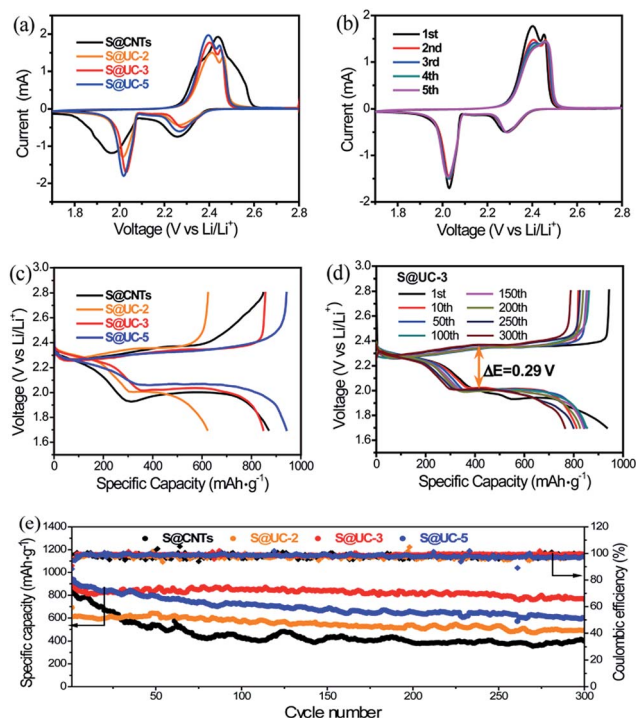 (a)
S@CNTs
S@UC-2
S@UC-3
S@UC-5
Current (mA)
2
1
0
-1
-2
2.0 2.2 2.4 2.6 2.8
Voltage (V vs Li/Li⁺)
(b)
1st
2nd
3rd
4th
5th
Current (mA)
2
1
0
-1
2
1.8 2.0 2.2 2.4 2.6 2.8
Voltage (V vs Li/Li⁺)
(c)
S@CNTs
S@UC-2
S@UC-3
S@UC-5
Voltage (V vs Li/Li⁺)
3.0
2.8
2.6
2.4
2.2
2.0
1.8
1.6
0 200 400 600 800 1000
Specific Capacity (mAh·g⁻¹)
(d) S@UC-3
1st 150th
10th 200th
50th 250th
100th 300th
ΔE=0.29 V
Voltage (V vs Li/Li⁺)
3.0
2.7
2.4
2.1
1.8
1.5
0 200 400 600 800 1000
Specific Capacity (mAh·g⁻¹)
(e)
S@CNTs S@UC-2 S@UC-3 S@UC-5
Specific capacity (mAh·g⁻¹)
1400
1200
1000
800
600
400
200
0
50 100 150 200 250 300
Cycle number
120
100
80
60
40
20
0
Coulombic efficiency (%)